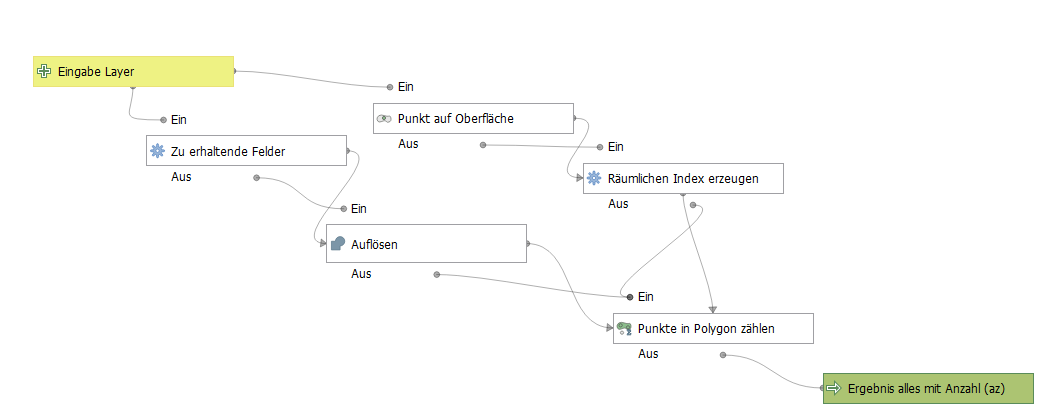 Eingabe Layer
Ein
Ein
Punkt auf Oberfläche
Aus
Ein
Zu erhaltende Felder
Aus
Räumlichen Index erzeugen
Aus
Ein
Auflösen
Aus
Ein
Punkte in Polygon zählen
Aus
Ergebnis alles mit Anzahl (az)